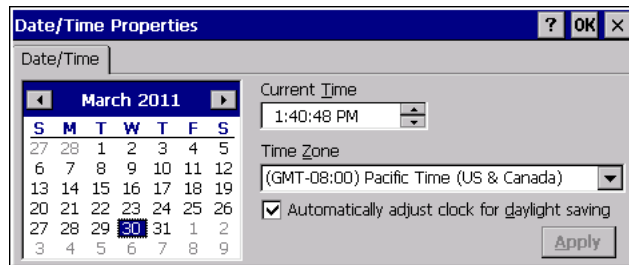 Date/Time Properties ? OK ×
Date/Time
March 2011
S M T W T F S
27 28 1 2 3 4 5
6 7 8 9 10 11 12
13 14 15 16 17 18 19
20 21 22 23 24 25 26
27 28 29 30 31 1 2
3 4 5 6 7 8 9
Current Time
1:40:48 PM
Time Zone
(GMT-08:00) Pacific Time (US & Canada)
Automatically adjust clock for daylight saving
Apply